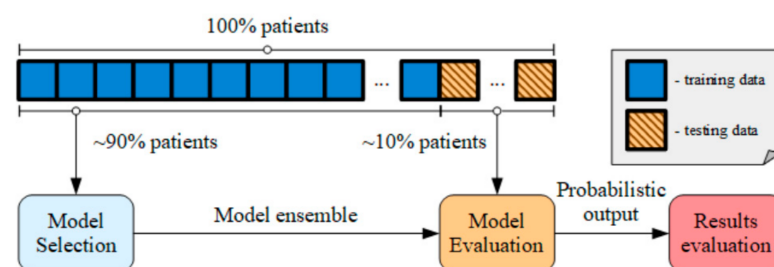 100% patients
...
...
- training data
- testing data
~90% patients
~10% patients
Model
Selection
Model ensemble
Model
Evaluation
Probabilistic
output
Results
evaluation